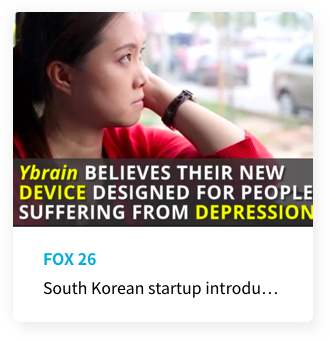 Ybrain BELIEVES THEIR NEW
DEVICE DESIGNED FOR PEOPLE
SUFFERING FROM DEPRESSION
FOX 26
South Korean startup introdu…